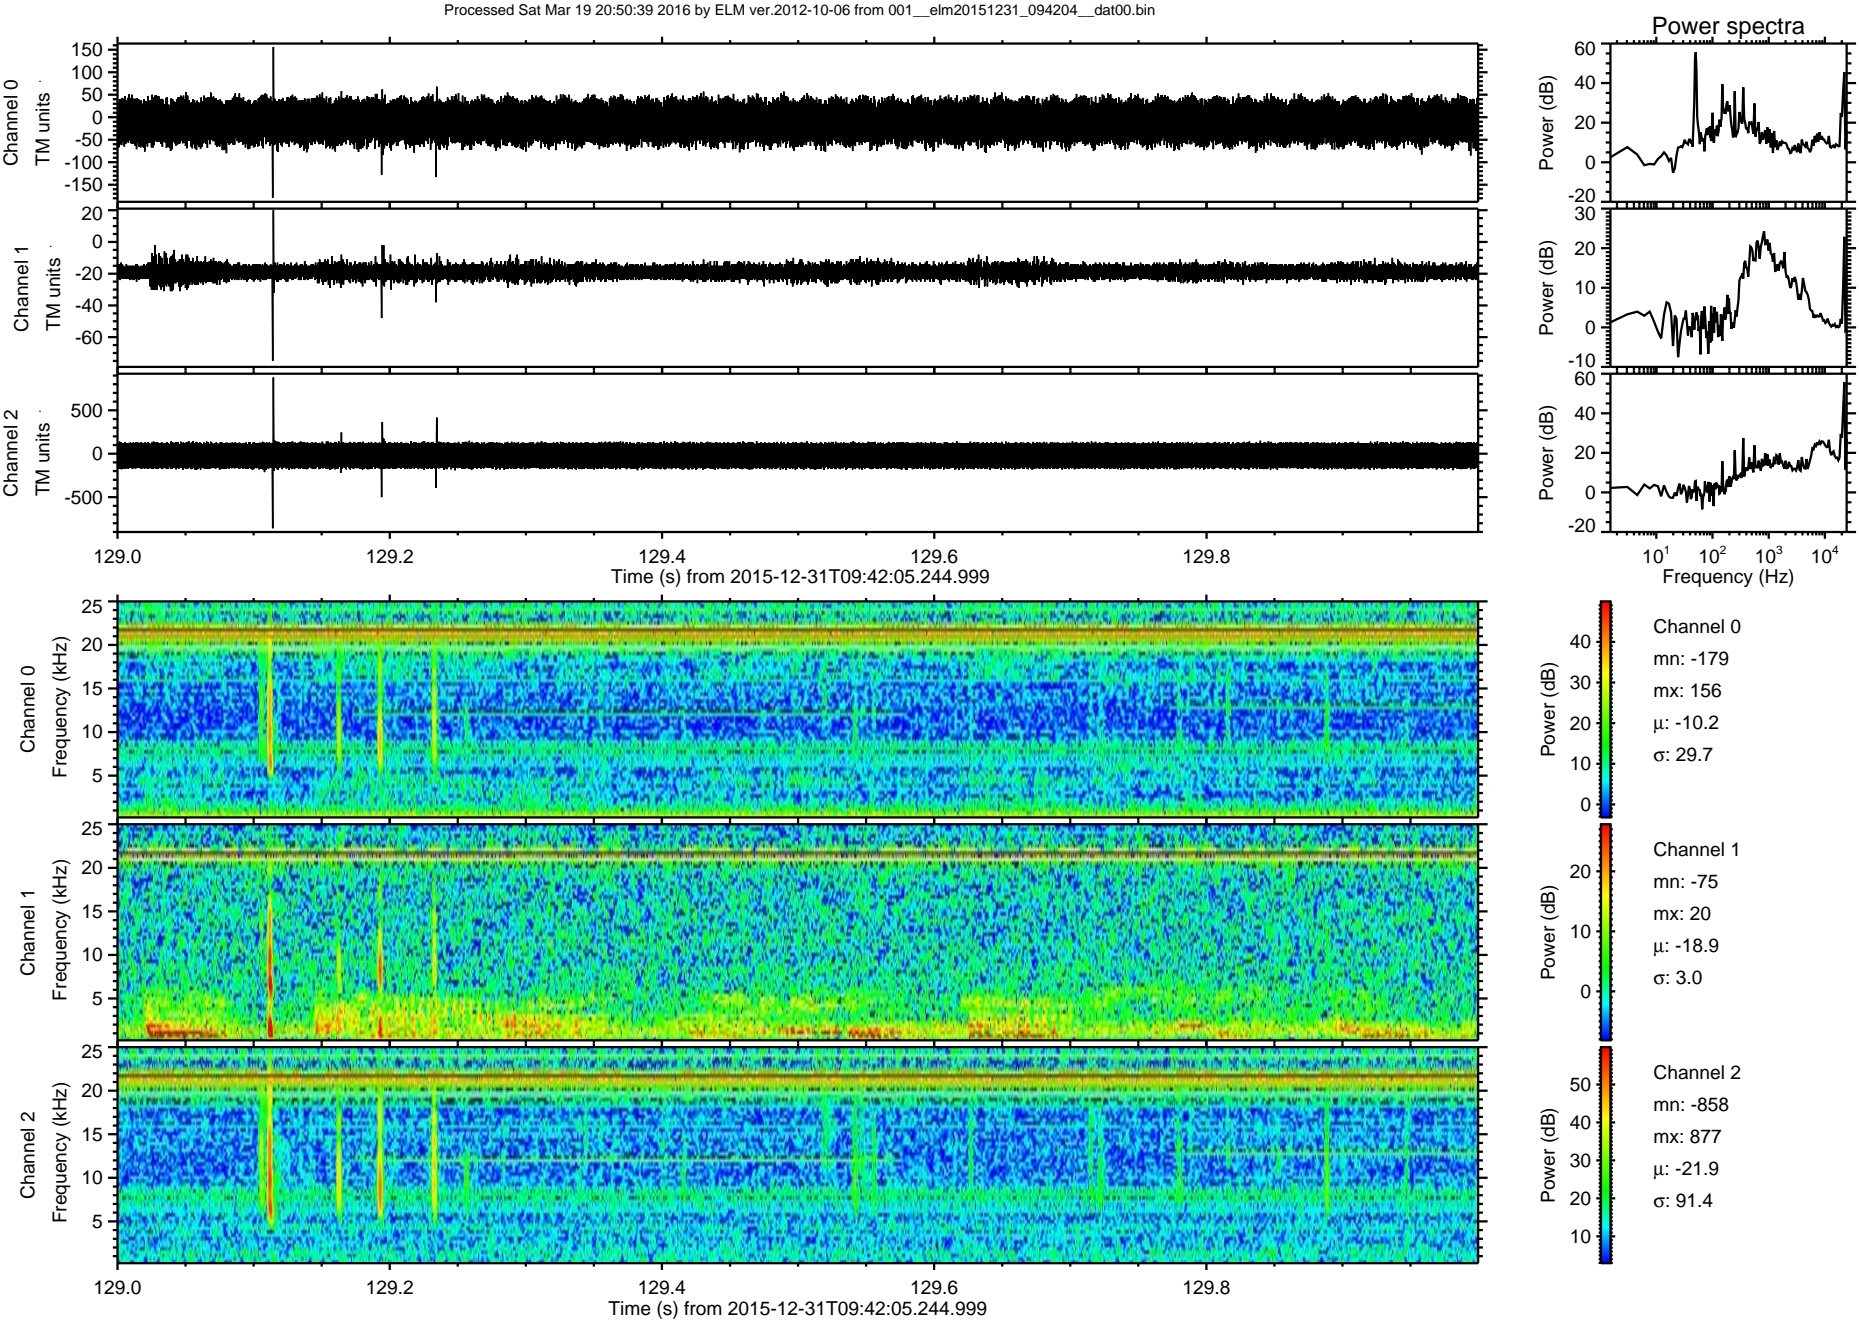 Processed Sat Mar 19 20:50:39 2016 by ELM ver.2012-10-06 from 001__elm20151231_094204__dat00.bin
Power spectra
Channel 0
TM units
150
100
50
0
-50
-100
-150
Power (dB)
60
40
20
0
-20
Channel 1
TM units
20
0
-20
-40
-60
Power (dB)
30
20
10
0
-10
Channel 2
TM units
500
0
-500
Power (dB)
60
40
20
0
-20
129.0 129.2 129.4 129.6 129.8
Time (s) from 2015-12-31T09:42:05.244.999
10¹ 10² 10³ 10⁴
Frequency (Hz)
Channel 0
Frequency (kHz)
25
20
15
10
5
Power (dB)
40
30
20
10
0
Channel 0
mn: -179
mx: 156
μ: -10.2
σ: 29.7
Channel 1
Frequency (kHz)
25
20
15
10
5
Power (dB)
20
10
0
Channel 1
mn: -75
mx: 20
μ: -18.9
σ: 3.0
Channel 2
Frequency (kHz)
25
20
15
10
5
Power (dB)
50
40
30
20
10
Channel 2
mn: -858
mx: 877
μ: -21.9
σ: 91.4
129.0 129.2 129.4 129.6 129.8
Time (s) from 2015-12-31T09:42:05.244.999